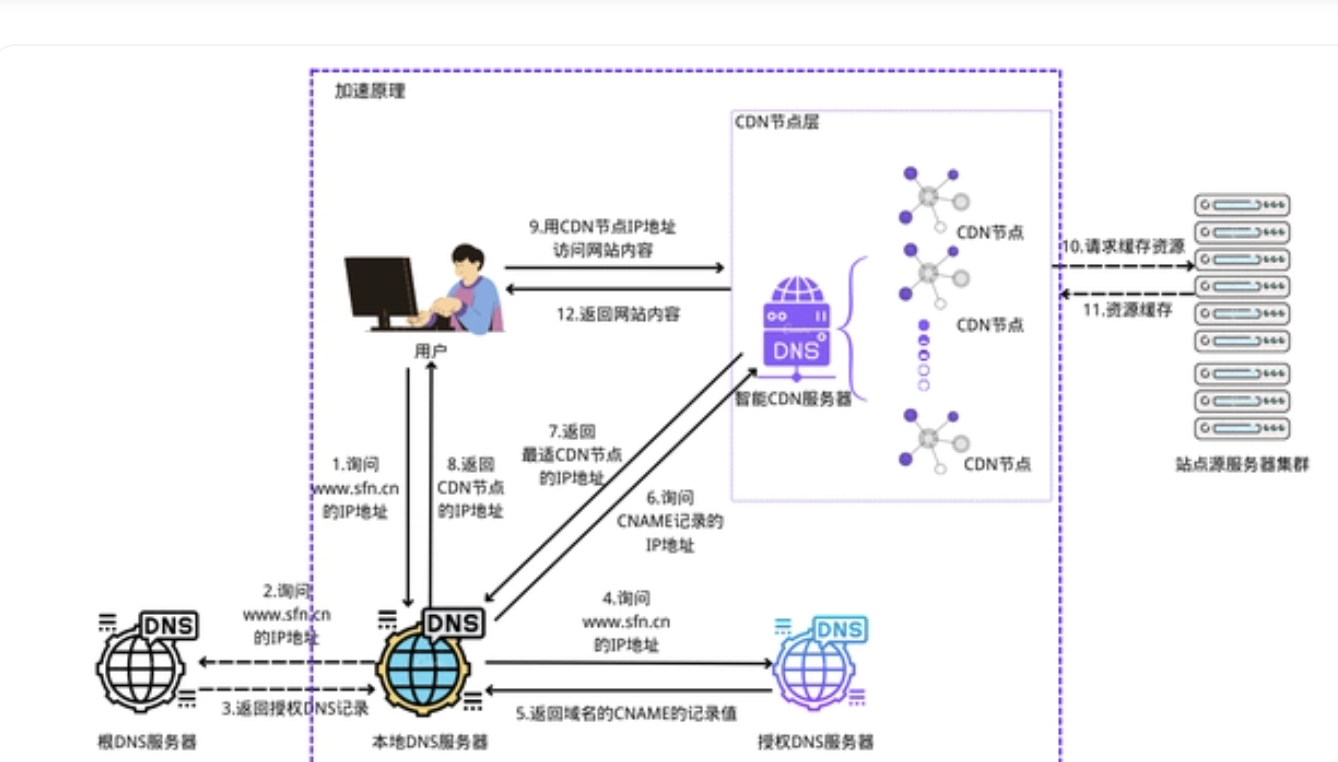 加速原理
CDN节点层
9.用CDN节点IP地址
访问网站内容
12.返回网站内容
CDN节点
CDN节点
CDN节点
10.请求缓存资源
11.资源缓存
DNS
智能CDN服务器
用户
站点源服务器集群
1.询问
www.sfn.cn
的IP地址
8.返回
CDN节点
的IP地址
7.返回
最适CDN节点
的IP地址
6.询问
CNAME记录的
IP地址
2.询问
www.sfn.cn
的IP地址
4.询问
www.sfn.cn
的IP地址
DNS
DNS
DNS
3.返回授权DNS记录
5.返回域名的CNAME的记录值
根DNS服务器
本地DNS服务器
授权DNS服务器